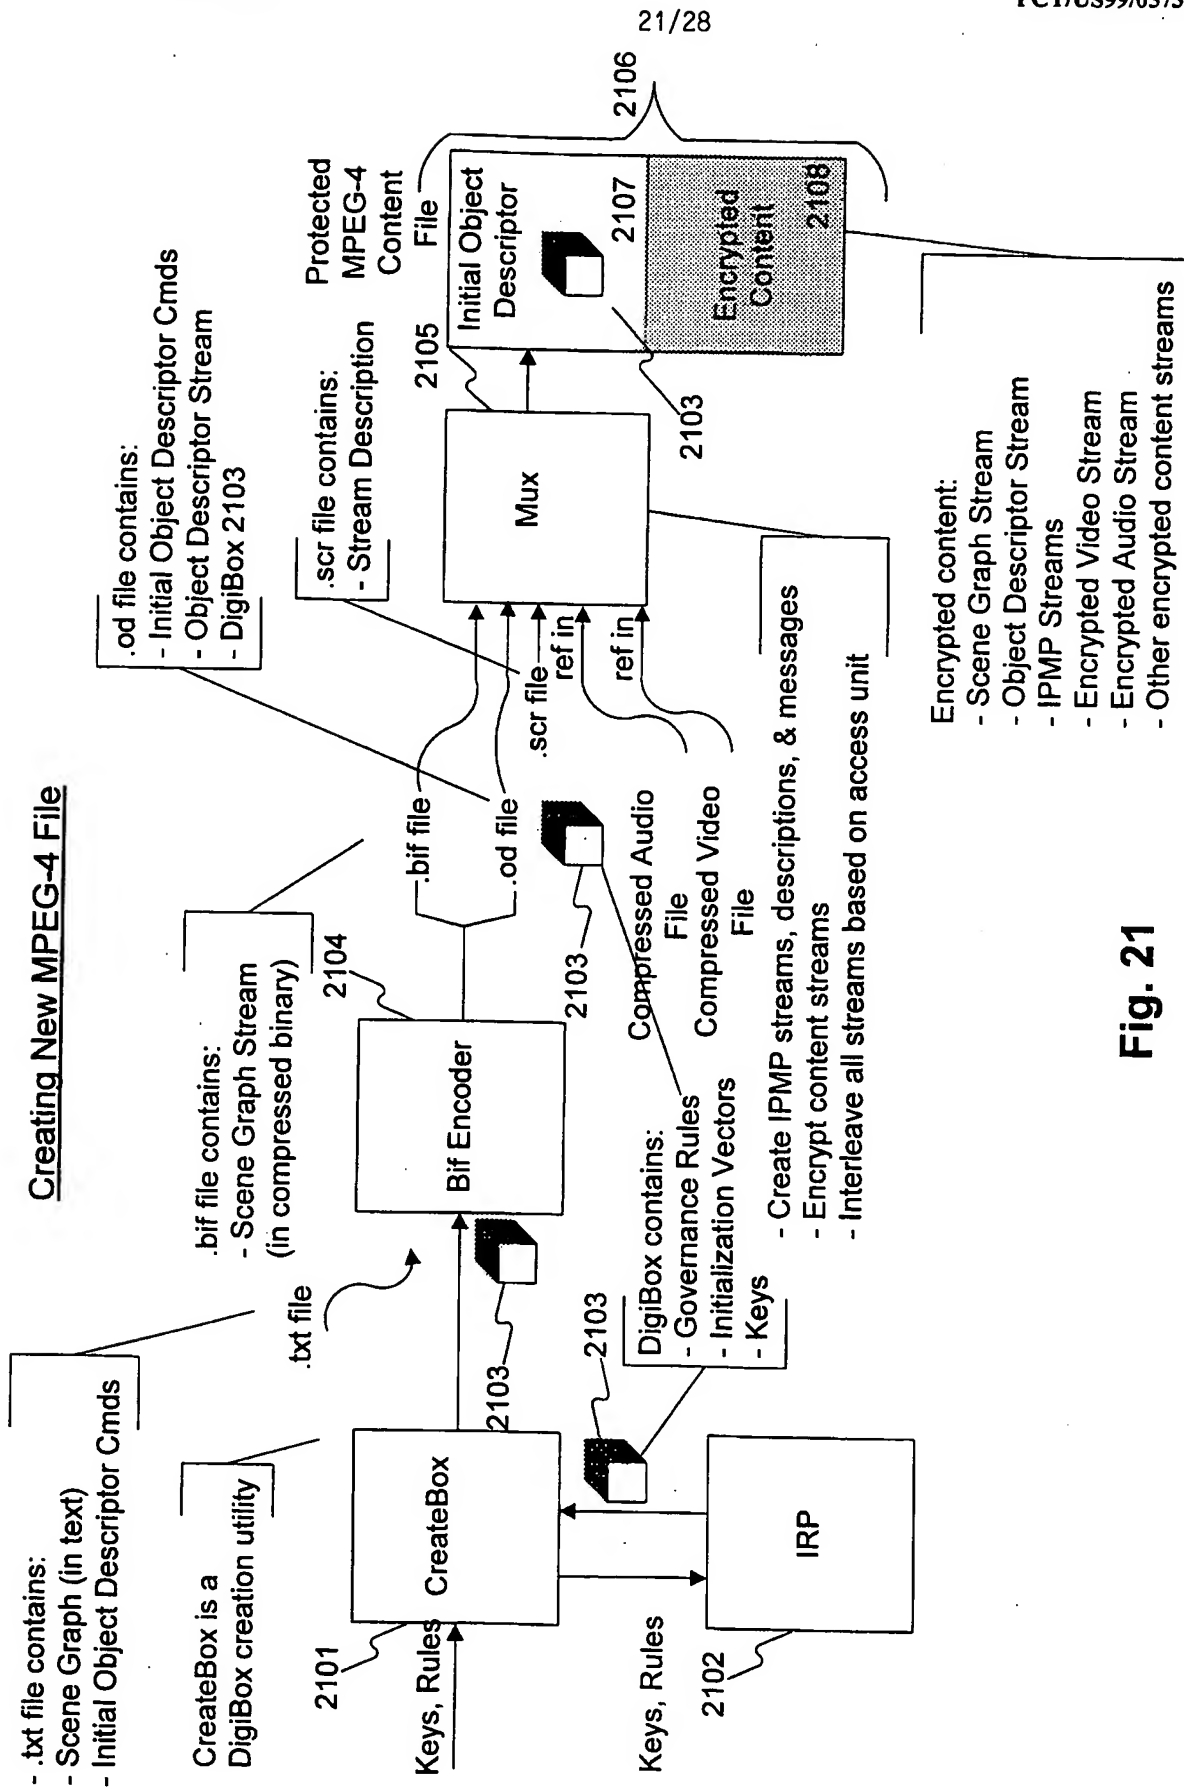 21/28
Creating New MPEG-4 File
- .txt file contains:
- Scene Graph (in text)
- Initial Object Descriptor Cmds
CreateBox is a
DigiBox creation utility
2101
Keys, Rules
CreateBox
Keys, Rules
2102
IRP
2103
DigiBox contains:
- Governance Rules
- Initialization Vectors
- Keys
.txt file
2103
.bif file contains:
- Scene Graph Stream
(in compressed binary)
2104
Bif Encoder
.bif file
.od file
2103
.od file contains:
- Initial Object Descriptor Cmds
- Object Descriptor Stream
- DigiBox 2103
.scr file contains:
- Stream Description
.scr file
ref in
ref in
Compressed Audio
File
Compressed Video
File
2105
Mux
- Create IPMP streams, descriptions, & messages
- Encrypt content streams
- Interleave all streams based on access unit
Protected
MPEG-4
Content
File
2106
Initial Object
Descriptor
2107
2103
Encrypted
Content
2108
Encrypted content:
- Scene Graph Stream
- Object Descriptor Stream
- IPMP Streams
- Encrypted Video Stream
- Encrypted Audio Stream
- Other encrypted content streams
Fig. 21